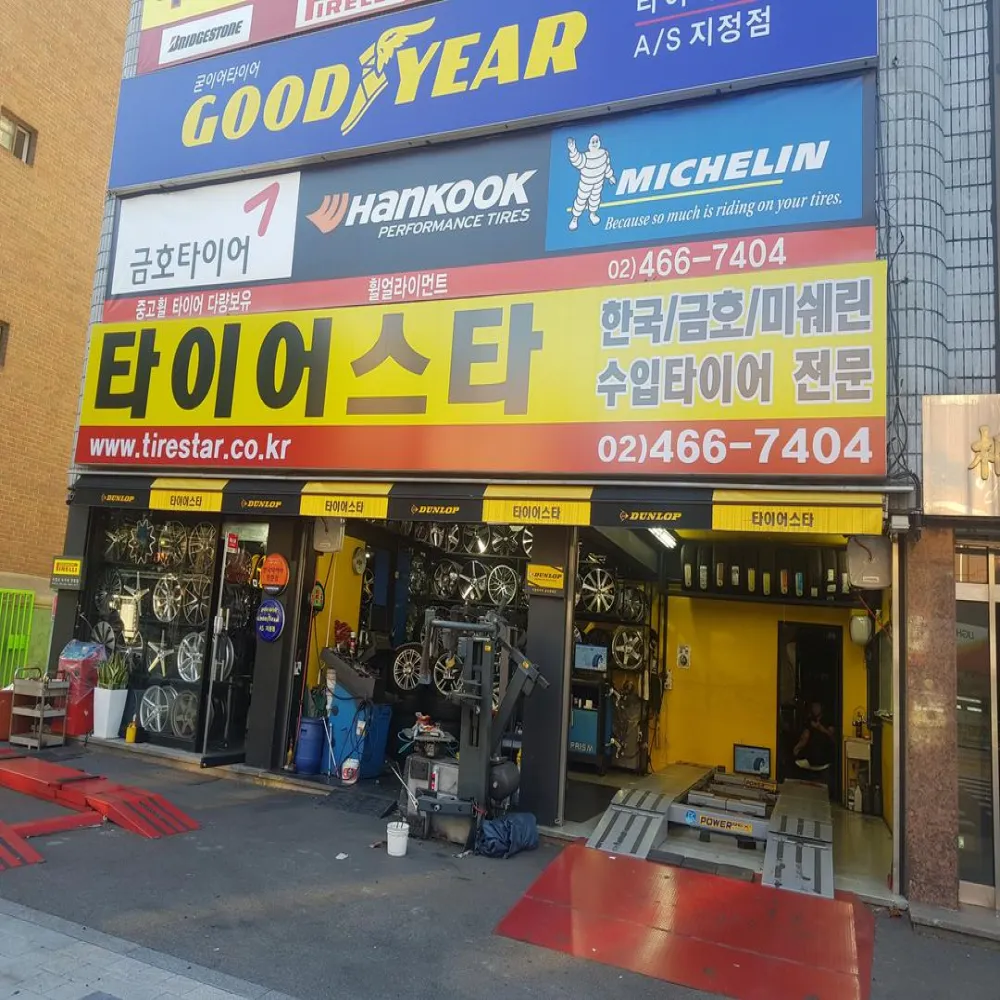 BRIDGESTONE
PIRELLI
굳이어타이어
GOODYEAR
A/S 지정점
금호타이어
HANKOOK
PERFORMANCE TIRES
MICHELIN
Because so much is riding on your tires.
02)466-7404
중고휠 타이어 다량보유
휠얼라이먼트
타이어스타
한국/금호/미쉐린
수입타이어 전문
www.tirestar.co.kr
02)466-7404
DUNLOP
타이어스타
DUNLOP
타이어스타
DUNLOP
타이어스타
DUNLOP
타이어스타
PIRELLI
DUNLOP
PRISM
POWER